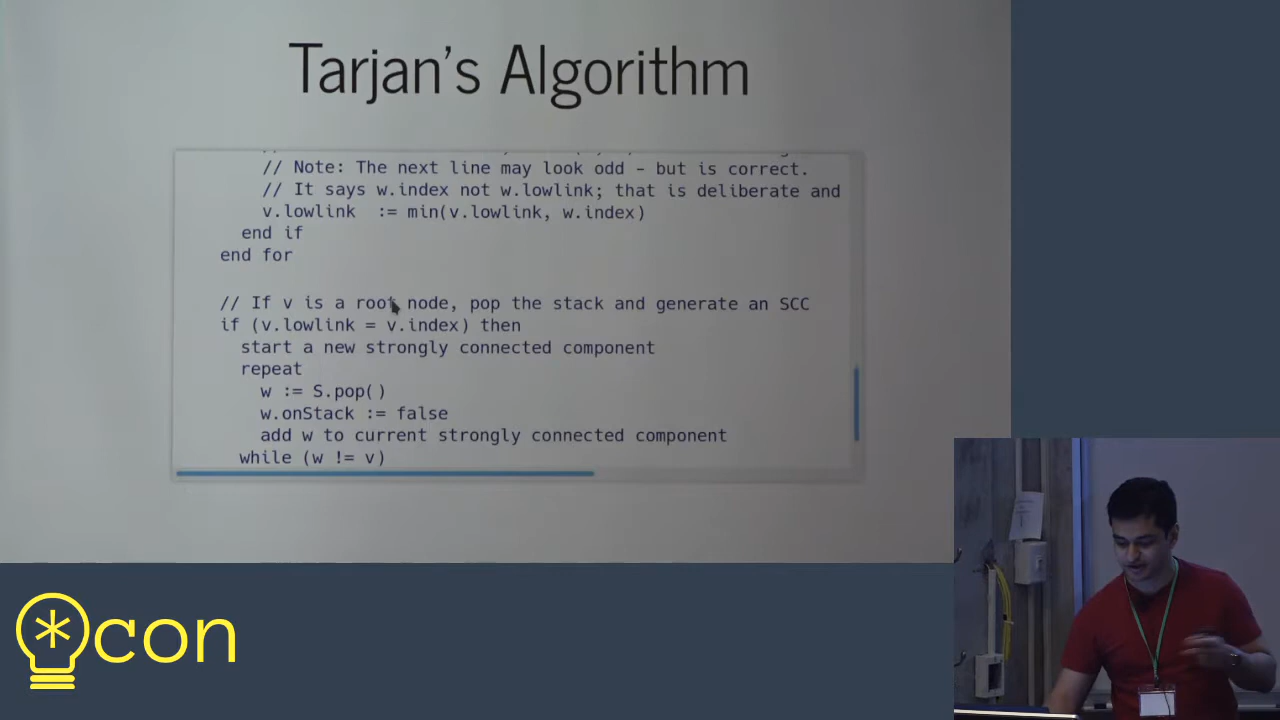 Tarjan's Algorithm
// Note: The next line may look odd - but is correct.
// It says w.index not w.lowlink; that is deliberate and
v.lowlink := min(v.lowlink, w.index)
end if
end for
// If v is a root node, pop the stack and generate an SCC
if (v.lowlink = v.index) then
start a new strongly connected component
repeat
w := S.pop()
w.onStack := false
add w to current strongly connected component
while (w != v)
*con